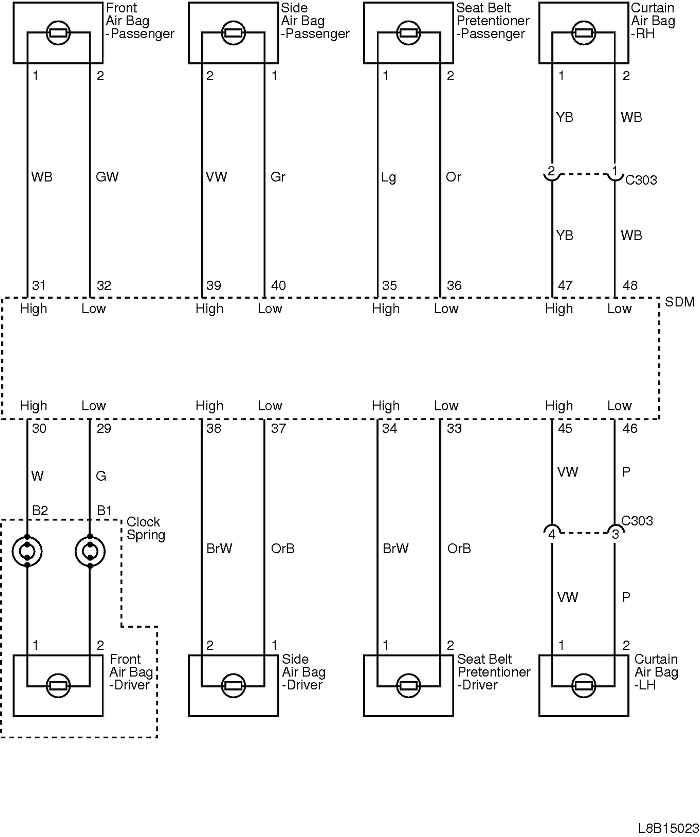 Front
Air Bag
-Passenger
Side
Air Bag
-Passenger
Seat Belt
Pretentioner
-Passenger
Curtain
Air Bag
-RH
1 2 2 1 1 2 1 2
YB WB
WB GW VW Gr Lg Or 2 1 C303
YB WB
31 32 39 40 35 36 47 48
SDM
High Low High Low High Low High Low
High Low High Low High Low High Low
30 29 38 37 34 33 45 46
W G VW P
B2 B1
Clock
Spring
C303
4 3
BrW OrB BrW OrB
VW P
1 2 2 1 1 2 1 2
Front
Air Bag
-Driver
Side
Air Bag
-Driver
Seat Belt
Pretentioner
-Driver
Curtain
Air Bag
-LH
L8B15023